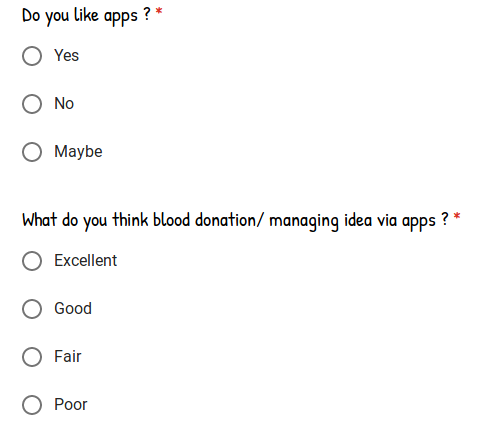 Do you like apps ? *
Yes
No
Maybe
What do you think blood donation/ managing idea via apps ? *
Excellent
Good
Fair
Poor